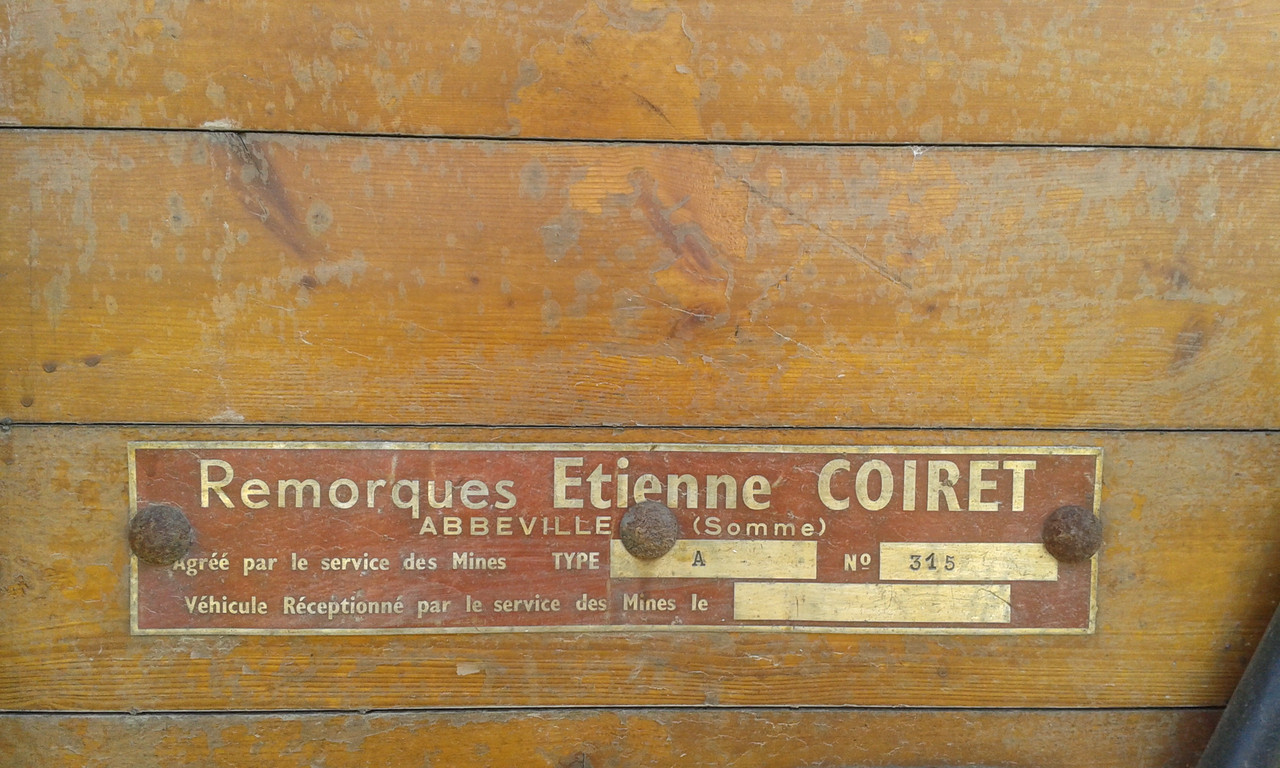 Remorques Etienne COIRET
ABBEVILLE (Somme)
Agréé par le service des Mines TYPE A Nº 315
Véhicule Réceptionné par le service des Mines le